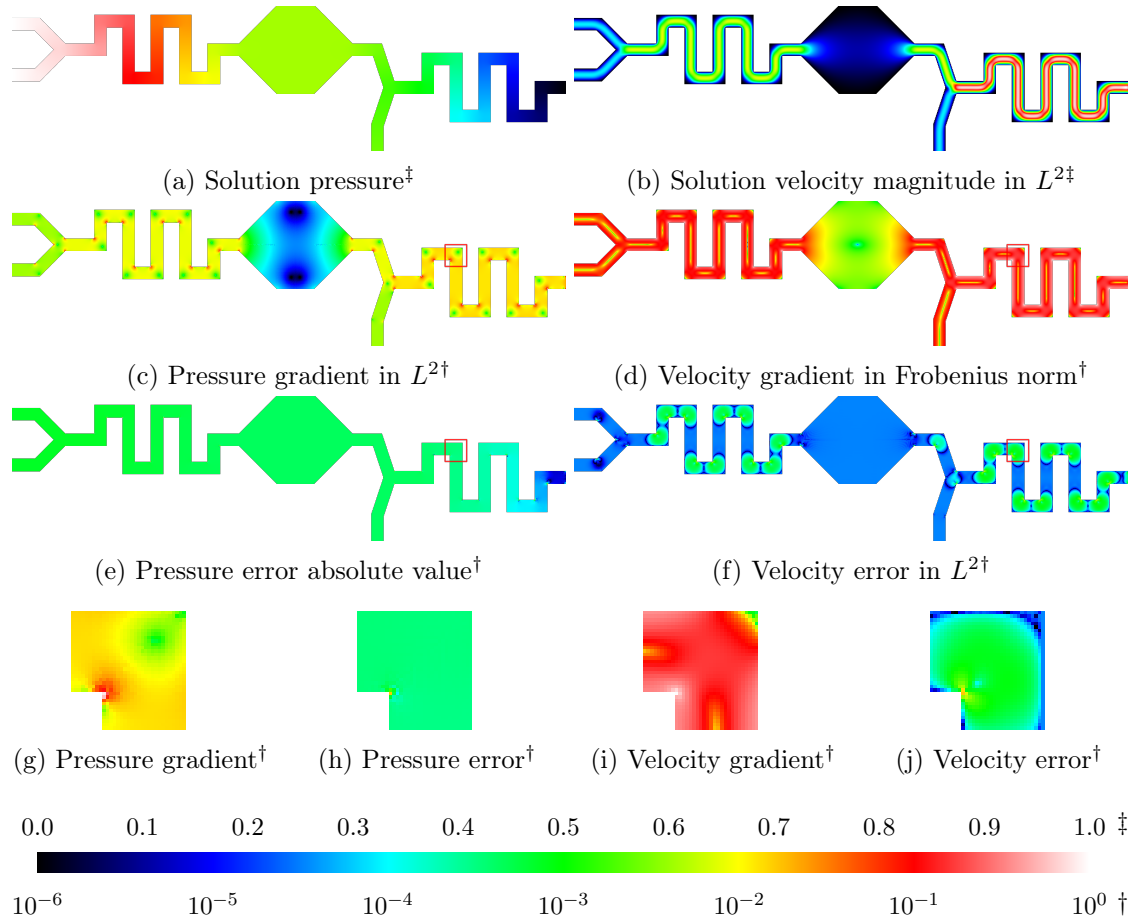 (a) Solution pressure‡
(b) Solution velocity magnitude in L²‡
(c) Pressure gradient in L²†
(d) Velocity gradient in Frobenius norm†
(e) Pressure error absolute value†
(f) Velocity error in L²†
(g) Pressure gradient†
(h) Pressure error†
(i) Velocity gradient†
(j) Velocity error†
0.0 0.1 0.2 0.3 0.4 0.5 0.6 0.7 0.8 0.9 1.0 ‡
10⁻⁶ 10⁻⁵ 10⁻⁴ 10⁻³ 10⁻² 10⁻¹ 10⁰ †